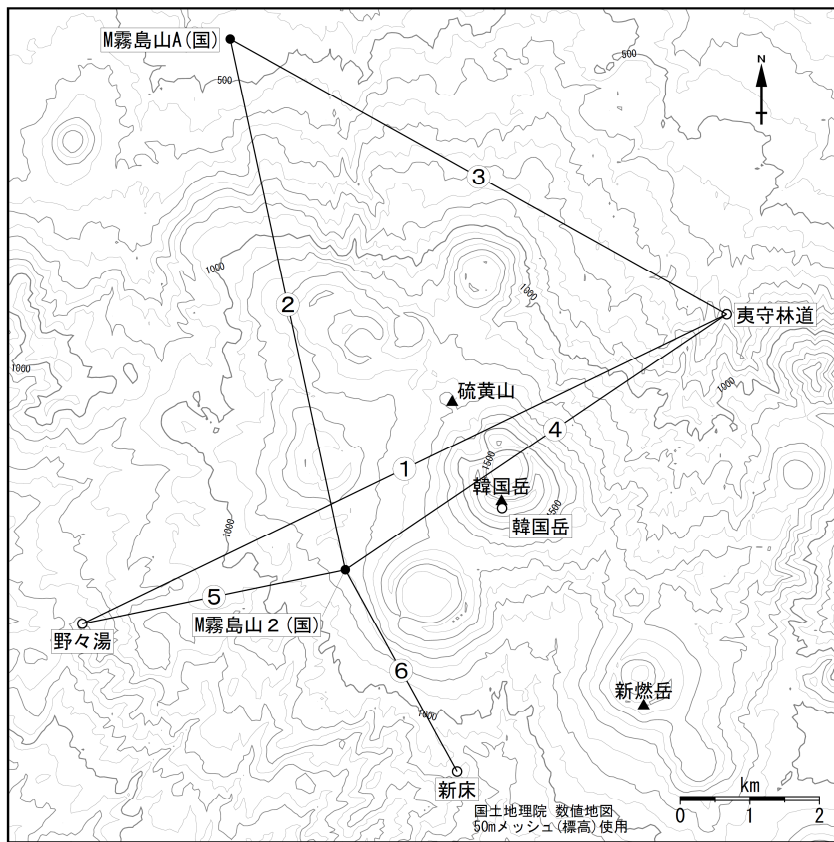 M霧島山A(国)
500
500
N
③
1000
②
1000
夷守林道
1000
硫黄山
1000
④
1500
①
韓国岳
韓国岳
1500
1000
⑤
M霧島山2(国)
野々湯
⑥
新燃岳
1000
新床
km
国土地理院 数値地図
50mメッシュ(標高)使用
0 1 2